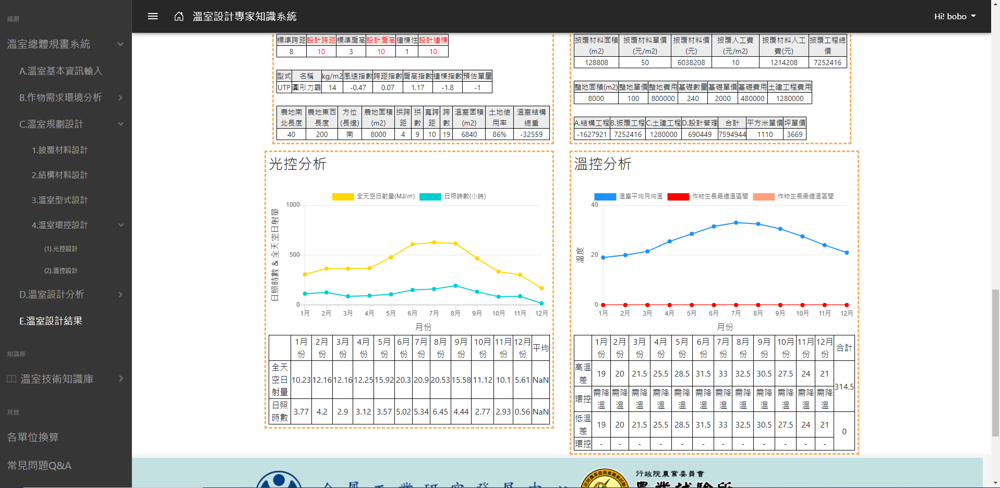 溫室設計專家知識系統
Hi! bobo
規劃
溫室總體規畫系統
A.溫室基本資訊輸入
B.作物需求環境分析
C.溫室規劃設計
1.披覆材料設計
2.結構材料設計
3.溫室型式設計
4.溫室環控設計
(1).光控設計
(2).溫控設計
D.溫室設計分析
E.溫室設計結果
知識庫
溫室技術知識庫
其他
各單位換算
常見問題Q&A
標準跨距 設計跨距 標準肩高 設計肩高 連棟性 設計連棟
8 10 3 10 1 10
型式 名稱 kg/m2 風速指數 跨距指數 肩高指數 連棟指數 預估單量
UTP 圓形力霸 14 -0.47 0.07 1.17 -1.8 -1
農地南北長度 農地東西長度 方位(長邊) 農地面積(m2) 拱跨距 拱數 寬跨距 跨數 溫室面積(m2) 土地使用率 溫室結構總重
40 200 南 8000 4 9 10 19 6840 86% -32559
披覆材料面積(m2) 披覆材料單價(元/m2) 披覆材料價(元) 披覆人工費(元/m2) 披覆材料人工費(元) 披覆工程總價
128808 50 6038208 10 1214208 7252416
整地面積(m2) 整地單價 整地費用 基礎數量 基礎單價 基礎費用 土建工程費用
8000 100 800000 240 2000 480000 1280000
A.結構工程 B.披覆工程 C.土建工程 D.設計管理 合計 平方米單價 坪單價
-1627921 7252416 1280000 690449 7594944 1110 3669
光控分析
全天空日射量(MJ/㎡) 日照時數(小時)
日照時數 & 全天空日射量
1000
500
0
1月 2月 3月 4月 5月 6月 7月 8月 9月 10月 11月 12月
月份
1月份 2月份 3月份 4月份 5月份 6月份 7月份 8月份 9月份 10月份 11月份 12月份 平均
全天空日射量 10.23 12.16 12.16 12.25 15.92 20.3 20.9 20.53 15.58 11.12 10.1 5.61 NaN
日照時數 3.77 4.2 2.9 3.12 3.57 5.02 5.34 6.45 4.44 2.77 2.93 0.56 NaN
溫控分析
溫室平均月均溫 作物生長最適溫區間 作物生長最適溫區間
溫度
40
20
0
1月 2月 3月 4月 5月 6月 7月 8月 9月 10月 11月 12月
月份
1月份 2月份 3月份 4月份 5月份 6月份 7月份 8月份 9月份 10月份 11月份 12月份 合計
高溫差 19 20 21.5 25.5 28.5 31.5 33 32.5 30.5 27.5 24 21 314.5
環控 需降溫 需降溫 需降溫 需降溫 需降溫 需降溫 需降溫 需降溫 需降溫 需降溫 需降溫 需降溫
低溫差 19 20 21.5 25.5 28.5 31.5 33 32.5 30.5 27.5 24 21 0
環控 - - - - - - - - - - - -
行政院農業委員會